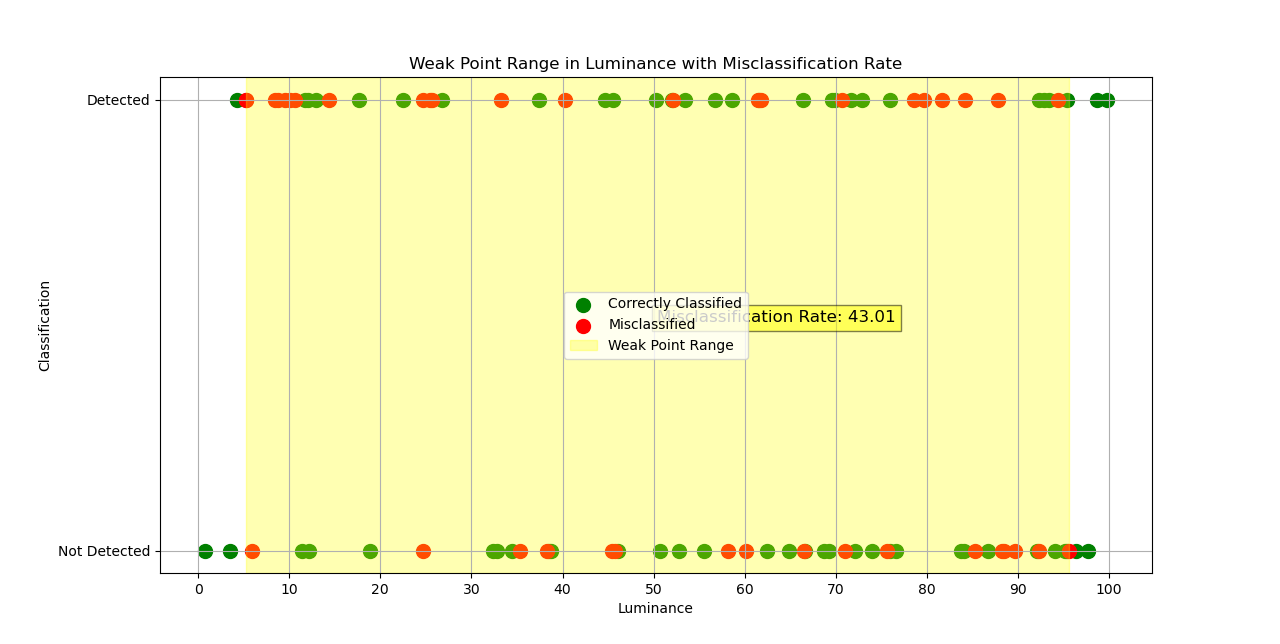 Weak Point Range in Luminance with Misclassification Rate
Detected
Classification
Correctly Classified
Misclassified
Weak Point Range
Misclassification Rate: 43.01
Not Detected
0 10 20 30 40 50 60 70 80 90 100
Luminance